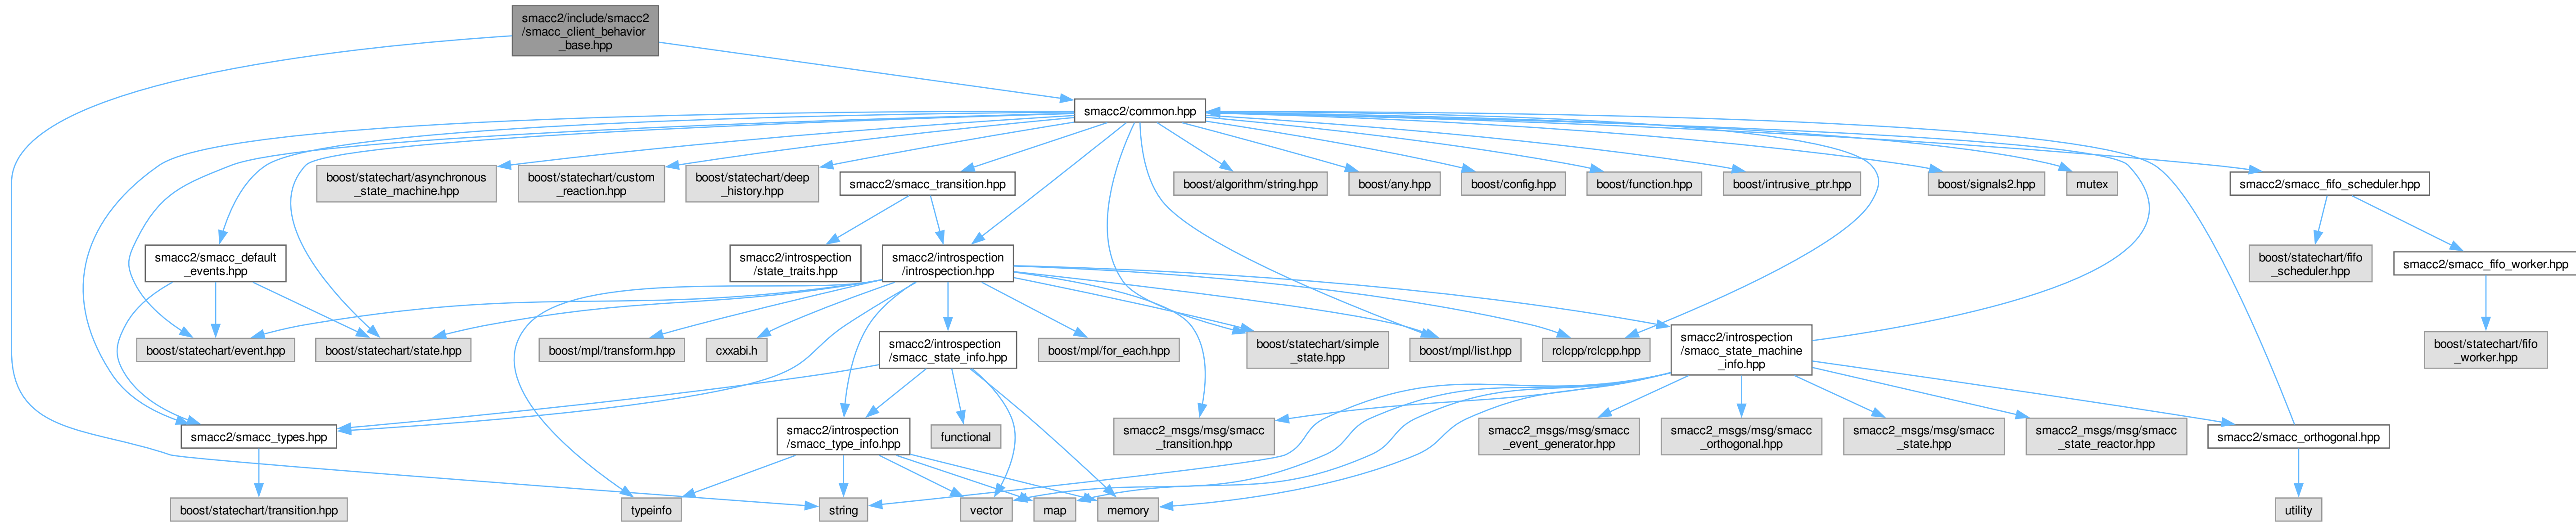 smacc2/include/smacc2
/smacc_client_behavior
_base.hpp
smacc2/common.hpp
boost/statechart/asynchronous
_state_machine.hpp
boost/statechart/custom
_reaction.hpp
boost/statechart/deep
_history.hpp
smacc2/smacc_transition.hpp
boost/algorithm/string.hpp
boost/any.hpp
boost/config.hpp
boost/function.hpp
boost/intrusive_ptr.hpp
boost/signals2.hpp
mutex
smacc2/smacc_fifo_scheduler.hpp
smacc2/smacc_default
_events.hpp
smacc2/introspection
/state_traits.hpp
smacc2/introspection
/introspection.hpp
boost/statechart/fifo
_scheduler.hpp
smacc2/smacc_fifo_worker.hpp
boost/statechart/event.hpp
boost/statechart/state.hpp
boost/mpl/transform.hpp
cxxabi.h
smacc2/introspection
/smacc_state_info.hpp
boost/mpl/for_each.hpp
boost/statechart/simple
_state.hpp
boost/mpl/list.hpp
rclcpp/rclcpp.hpp
smacc2/introspection
/smacc_state_machine
_info.hpp
boost/statechart/fifo
_worker.hpp
smacc2/smacc_types.hpp
smacc2/introspection
/smacc_type_info.hpp
functional
smacc2_msgs/msg/smacc
_transition.hpp
smacc2_msgs/msg/smacc
_event_generator.hpp
smacc2_msgs/msg/smacc
_orthogonal.hpp
smacc2_msgs/msg/smacc
_state.hpp
smacc2_msgs/msg/smacc
_state_reactor.hpp
smacc2/smacc_orthogonal.hpp
boost/statechart/transition.hpp
typeinfo
string
vector
map
memory
utility